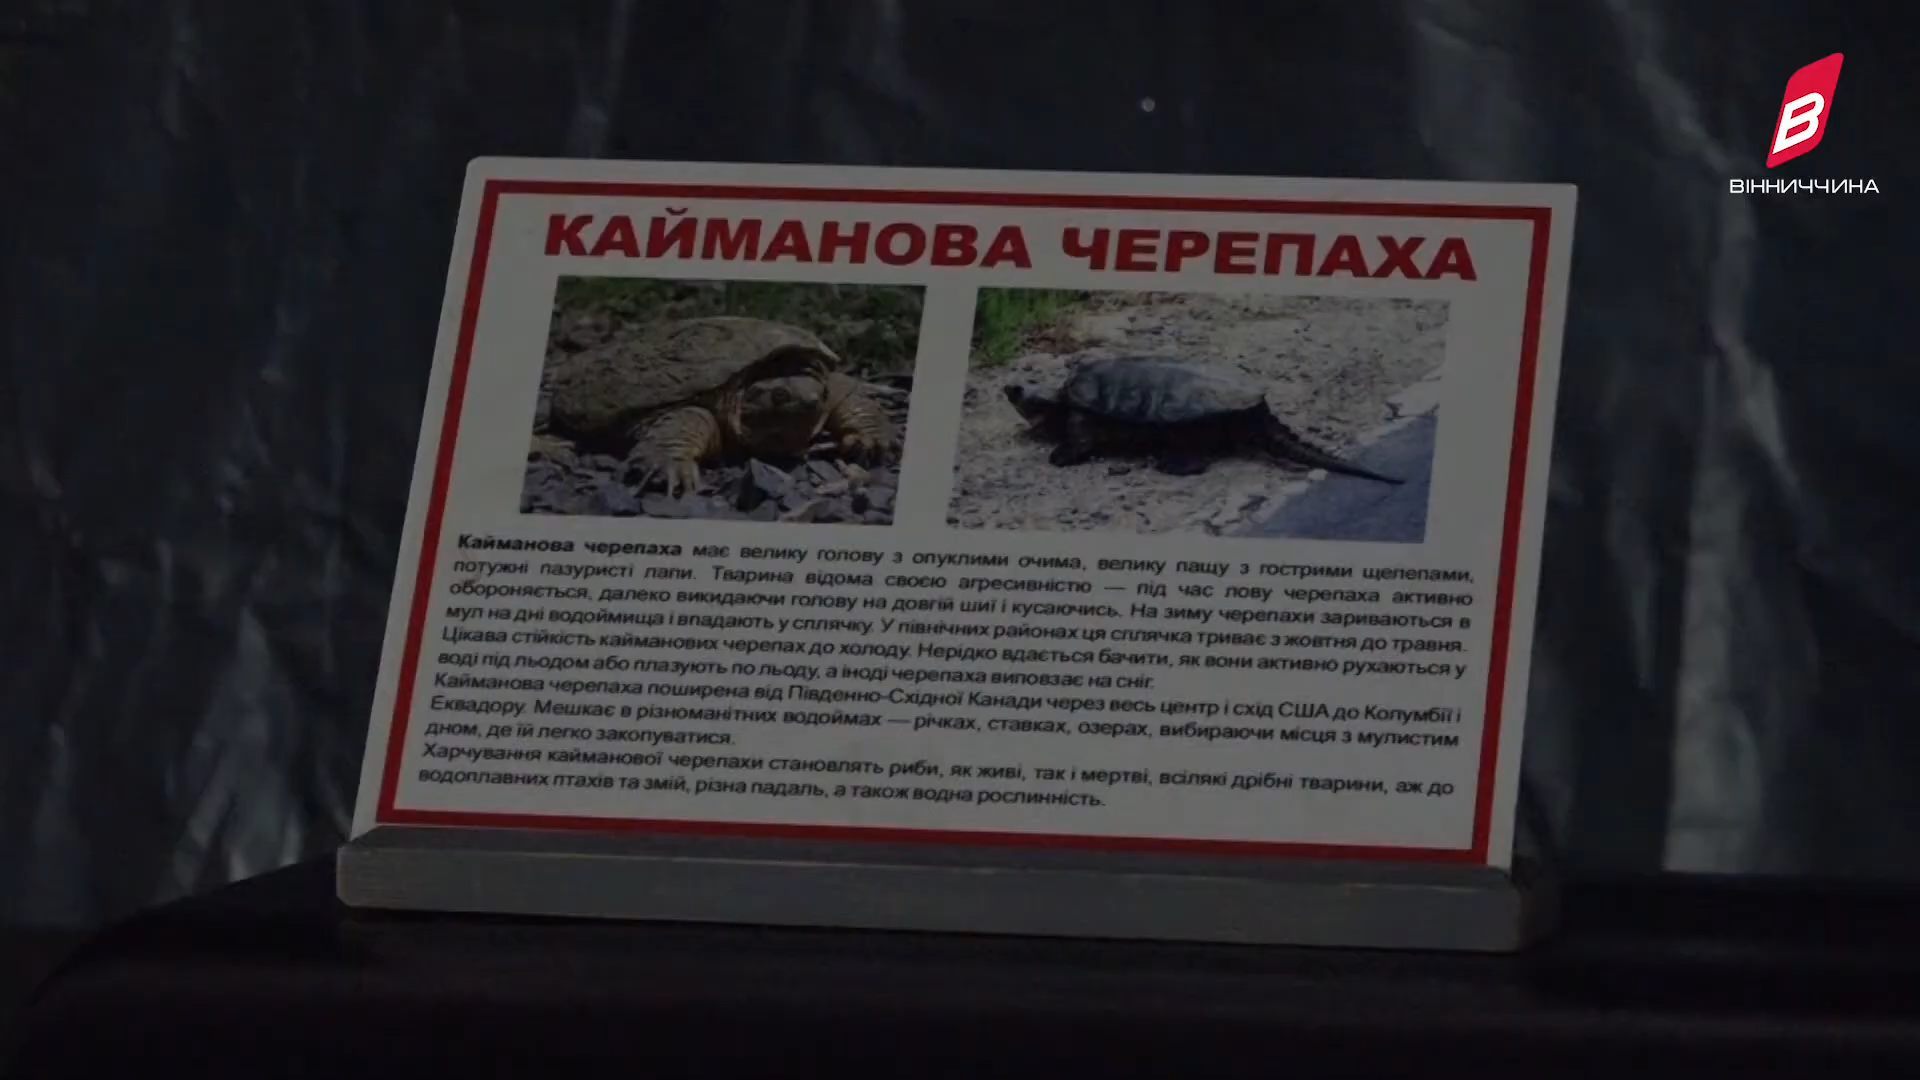 В
ВІННИЧЧИНА
КАЙМАНОВА ЧЕРЕПАХА
Кайманова черепаха має велику голову з опуклими очима, велику пащу з гострими щелепами,
потужні пазуристі лапи. Тварина відома своєю агресивністю — під час лову черепаха активно
обороняється, далеко викидаючи голову на довгій шиї і кусаючись. На зиму черепахи зариваються в
мул на дні водоймища і впадають у сплячку. У північних районах ця сплячка триває з жовтня до травня.
Цікава стійкість кайманових черепах до холоду. Нерідко вдається бачити, як вони активно рухаються у
воді під льодом або плазують по льоду, а іноді черепаха виповзає на сніг.
Кайманова черепаха поширена від Південно-Східної Канади через весь центр і схід США до Колумбії і
Еквадору. Мешкає в різноманітних водоймах — річках, ставках, озерах, вибираючи місця з мулистим
дном, де їй легко закопуватися.
Харчування кайманової черепахи становлять риби, як живі, так і мертві, всілякі дрібні тварини, аж до
водоплавних птахів та змій, різна падаль, а також водна рослинність.